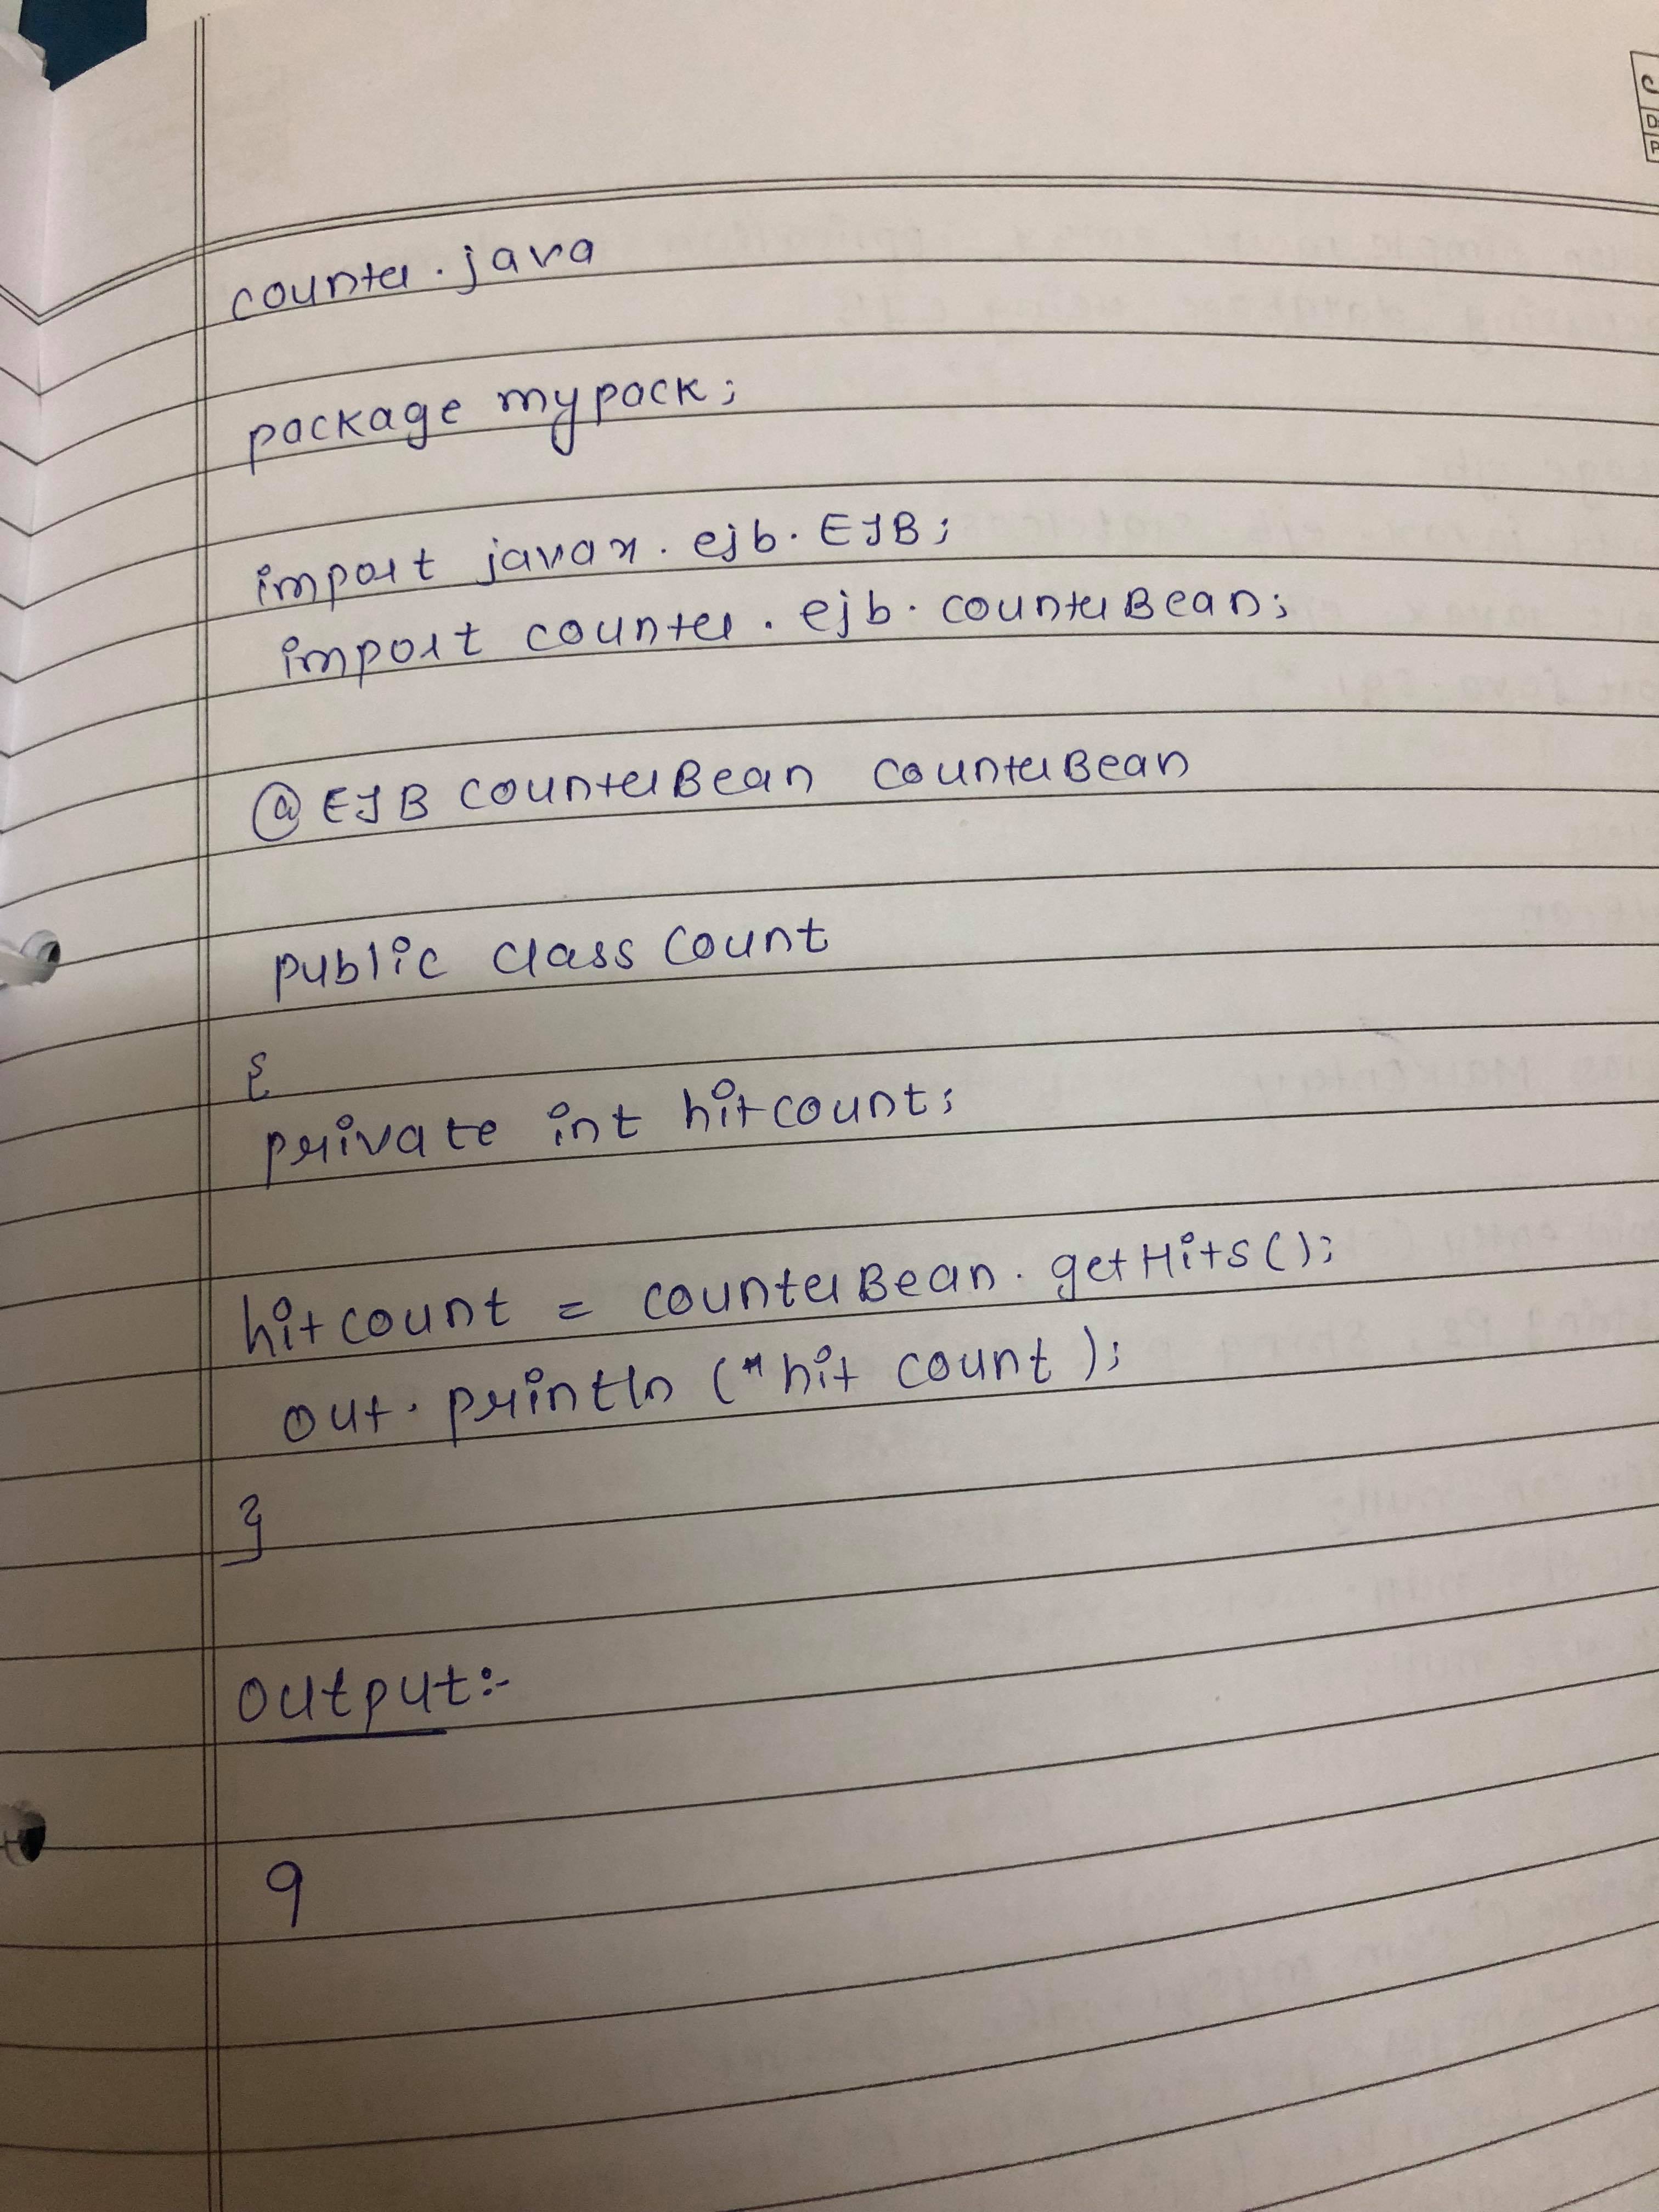 counter.java
package mypack;
import javax.ejb.EJB;
import counter.ejb.counterBean;
@EJB counterBean counterBean
public class Count
{
private int hitcount;
hitcount = counterBean.getHits();
out.println ("hit count );
}
output:-
9